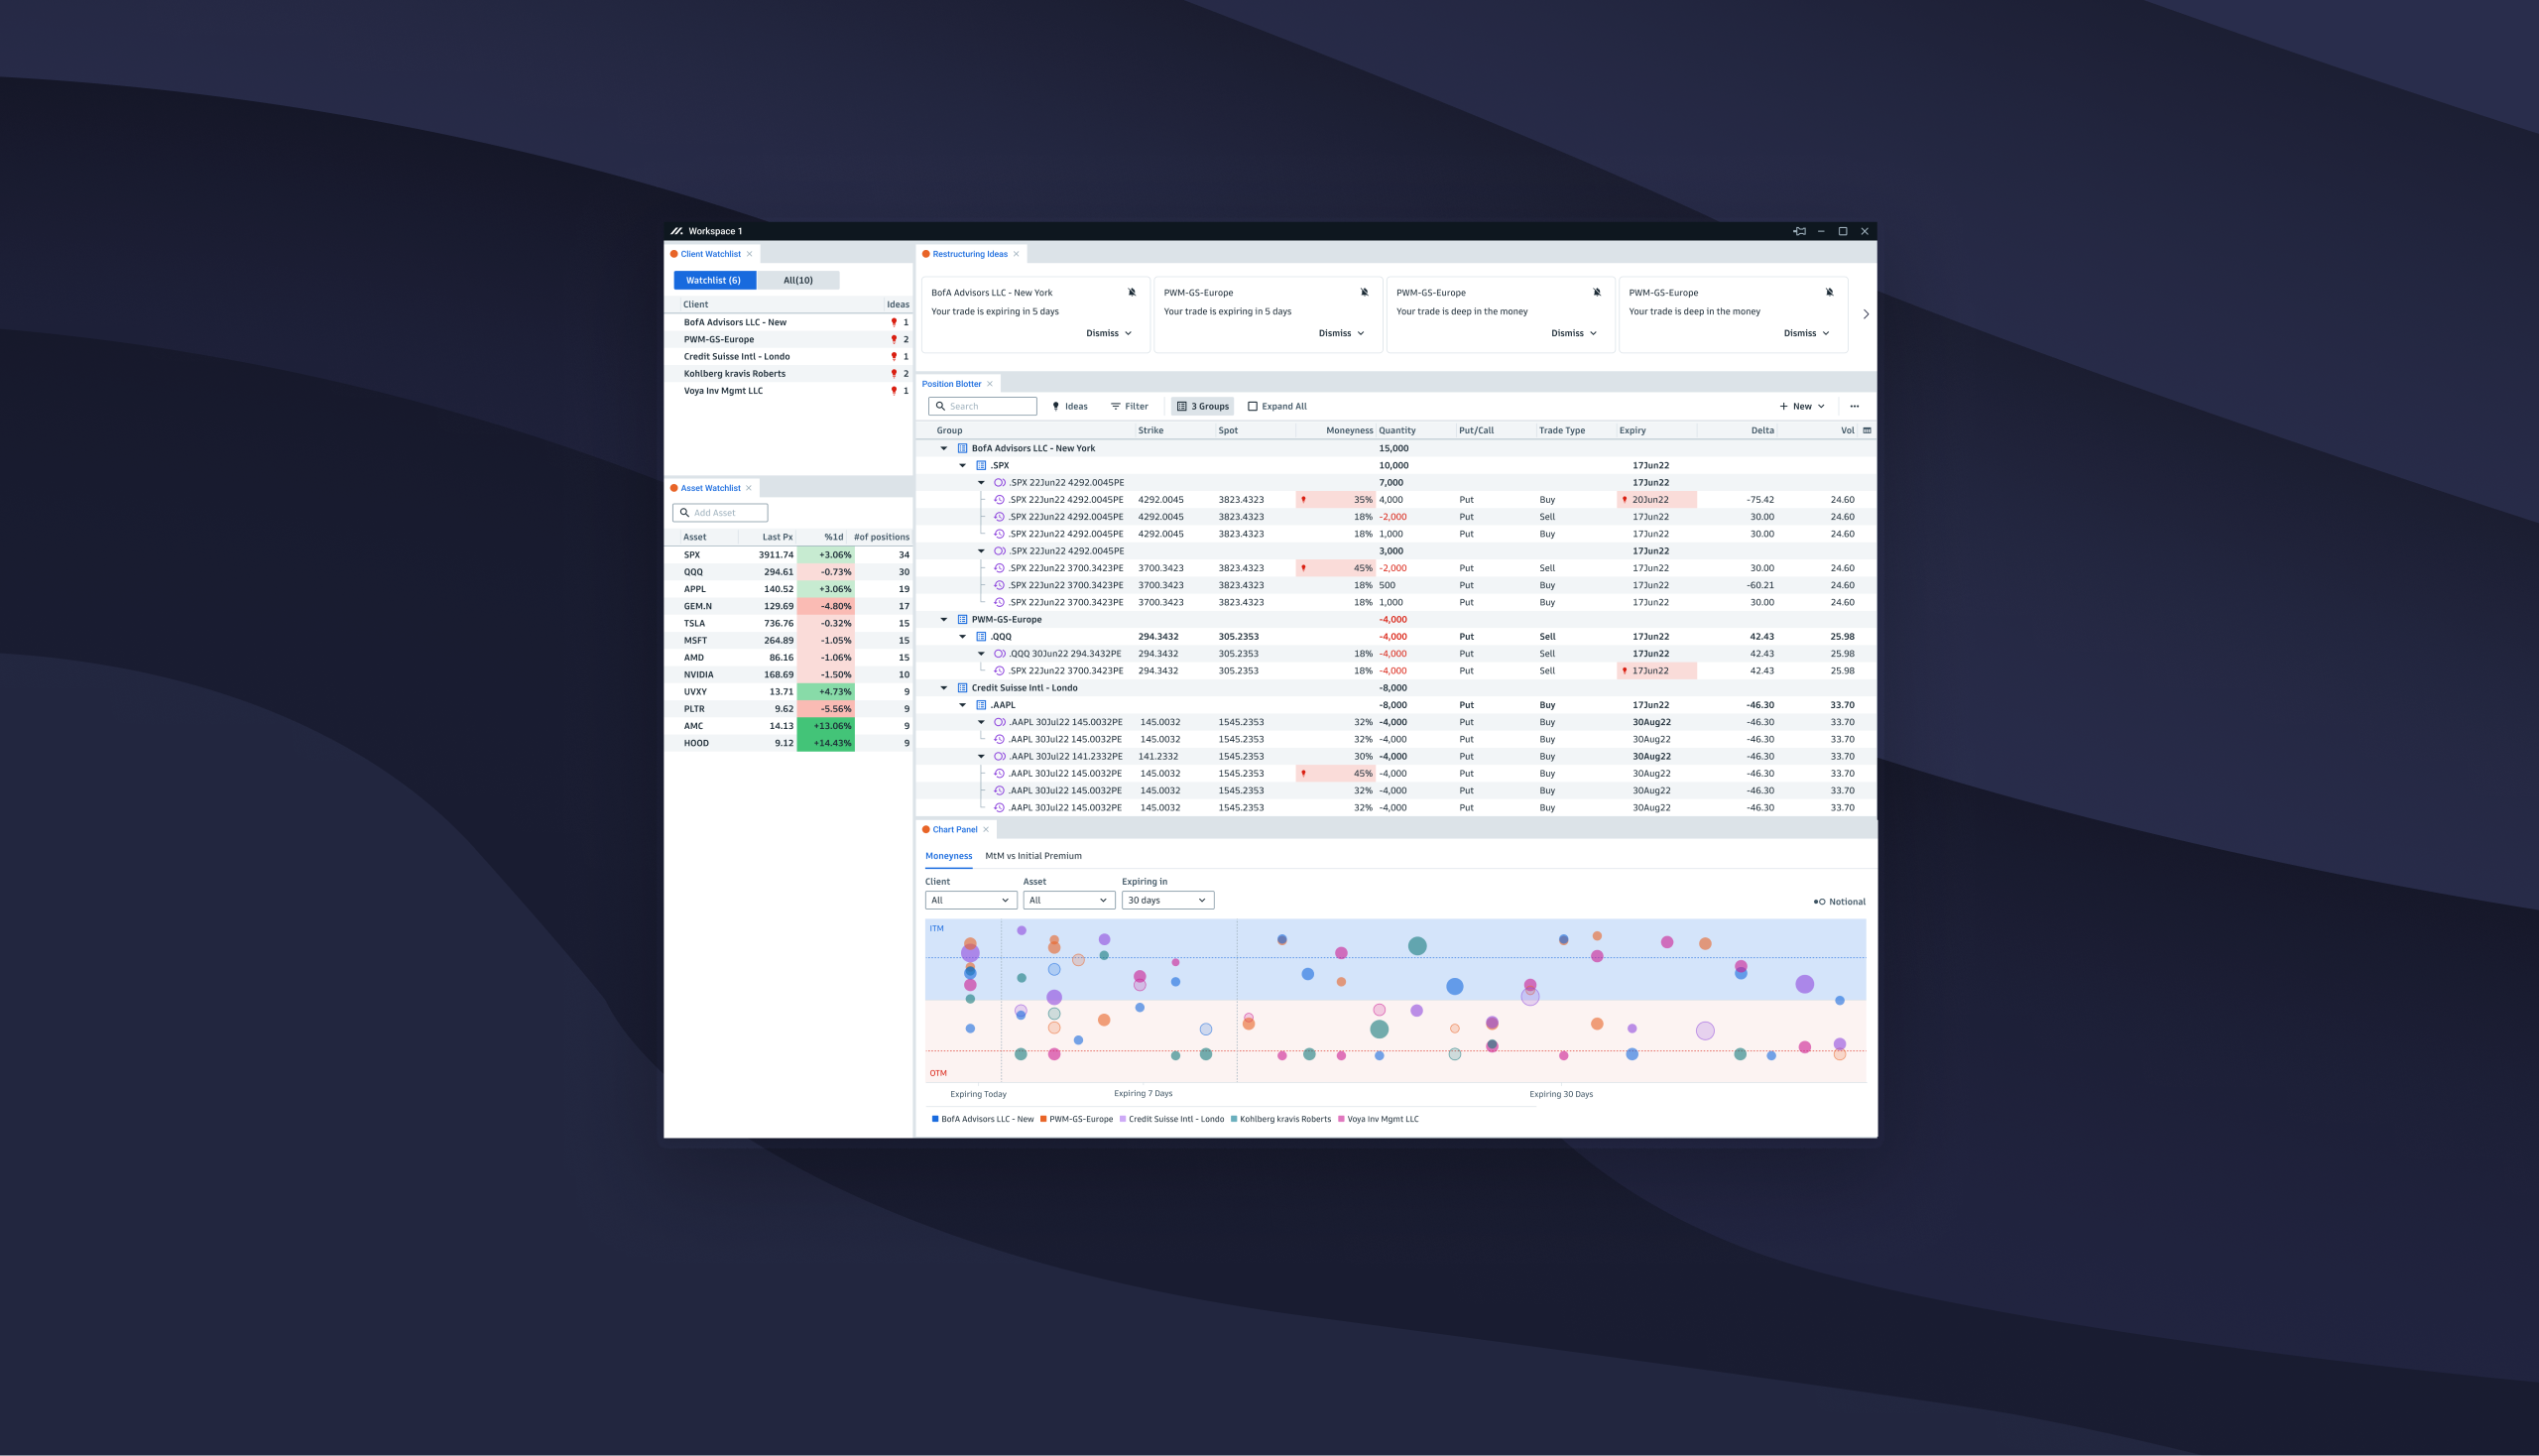 Workspace 1
Client Watchlist
Watchlist (6) All(10)
Client Ideas
BofA Advisors LLC - New 1
PWM-GS-Europe 2
Credit Suisse Intl - Londo 1
Kohlberg kravis Roberts 2
Voya Inv Mgmt LLC 1
Asset Watchlist
Add Asset
Asset Last Px %1d #of positions
SPX 3911.74 +3.06% 34
QQQ 294.61 -0.73% 30
APPL 140.52 +3.06% 19
GEM.N 129.69 -4.80% 17
TSLA 736.76 -0.32% 15
MSFT 264.89 -1.05% 15
AMD 86.16 -1.06% 15
NVIDIA 168.69 -1.50% 10
UVXY 13.71 +4.73% 9
PLTR 9.62 -5.56% 9
AMC 14.13 +13.06% 9
HOOD 9.12 +14.43% 9
Restructuring Ideas
BofA Advisors LLC - New York
Your trade is expiring in 5 days
Dismiss
PWM-GS-Europe
Your trade is expiring in 5 days
Dismiss
PWM-GS-Europe
Your trade is deep in the money
Dismiss
PWM-GS-Europe
Your trade is deep in the money
Dismiss
Position Blotter
Search Ideas Filter 3 Groups Expand All + New ...
Group Strike Spot Moneyness Quantity Put/Call Trade Type Expiry Delta Vol
BofA Advisors LLC - New York 15,000
.SPX 10,000 17Jun22
.SPX 22Jun22 4292.0045PE 7,000 17Jun22
.SPX 22Jun22 4292.0045PE 4292.0045 3823.4323 35% 4,000 Put Buy 20Jun22 -75.42 24.60
.SPX 22Jun22 4292.0045PE 4292.0045 3823.4323 18% -2,000 Put Sell 17Jun22 30.00 24.60
.SPX 22Jun22 4292.0045PE 4292.0045 3823.4323 18% 1,000 Put Buy 17Jun22 30.00 24.60
.SPX 22Jun22 4292.0045PE 3,000 17Jun22
.SPX 22Jun22 3700.3423PE 3700.3423 3823.4323 45% -2,000 Put Sell 17Jun22 30.00 24.60
.SPX 22Jun22 3700.3423PE 3700.3423 3823.4323 18% 500 Put Buy 17Jun22 -60.21 24.60
.SPX 22Jun22 3700.3423PE 3700.3423 3823.4323 18% 1,000 Put Buy 17Jun22 30.00 24.60
PWM-GS-Europe -4,000
.QQQ 294.3432 305.2353 -4,000 Put Sell 17Jun22 42.43 25.98
.QQQ 30Jun22 294.3432PE 294.3432 305.2353 18% -4,000 Put Sell 17Jun22 42.43 25.98
.SPX 22Jun22 3700.3423PE 294.3432 305.2353 18% -4,000 Put Sell 17Jun22 42.43 25.98
Credit Suisse Intl - Londo -8,000
.AAPL -8,000 Put Buy 17Jun22 -46.30 33.70
.AAPL 30Jul22 145.0032PE 145.0032 1545.2353 32% -4,000 Put Buy 30Aug22 -46.30 33.70
.AAPL 30Jul22 145.0032PE 145.0032 1545.2353 32% -4,000 Put Buy 30Aug22 -46.30 33.70
.AAPL 30Jul22 141.2332PE 141.2332 1545.2353 30% -4,000 Put Buy 30Aug22 -46.30 33.70
.AAPL 30Jul22 145.0032PE 145.0032 1545.2353 45% -4,000 Put Buy 30Aug22 -46.30 33.70
.AAPL 30Jul22 145.0032PE 145.0032 1545.2353 32% -4,000 Put Buy 30Aug22 -46.30 33.70
.AAPL 30Jul22 145.0032PE 145.0032 1545.2353 32% -4,000 Put Buy 30Aug22 -46.30 33.70
Chart Panel
Moneyness MtM vs Initial Premium
Client Asset Expiring in
All All 30 days
Notional
ITM
OTM
Expiring Today Expiring 7 Days Expiring 30 Days
BofA Advisors LLC - New PWM-GS-Europe Credit Suisse Intl - Londo Kohlberg kravis Roberts Voya Inv Mgmt LLC